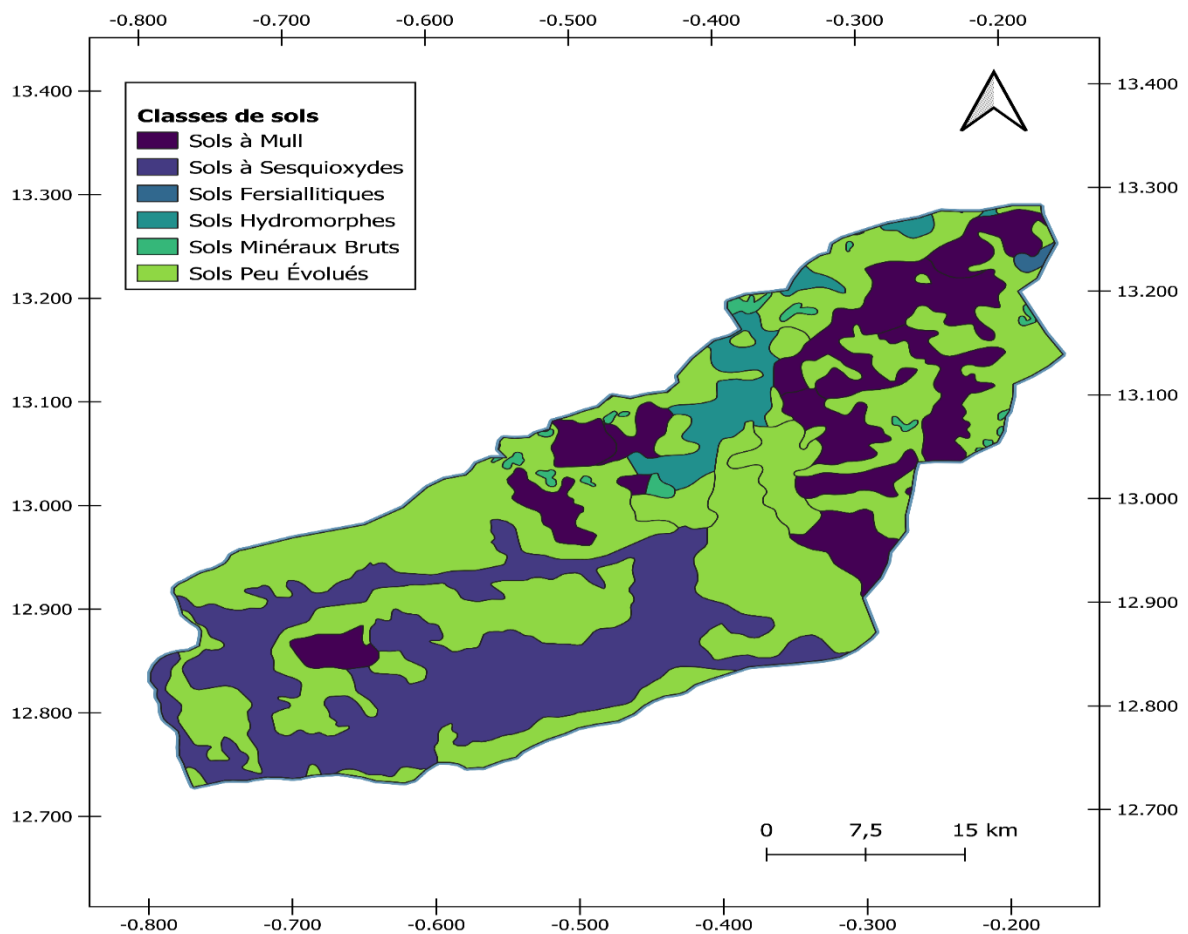 -0.800 -0.700 -0.600 -0.500 -0.400 -0.300 -0.200
13.400 13.400
Classes de sols
Sols à Mull
Sols à Sesquioxydes
Sols Fersiallitiques
Sols Hydromorphes
Sols Minéraux Bruts
Sols Peu Évolués
13.300 13.300
13.200 13.200
13.100 13.100
13.000 13.000
12.900 12.900
12.800 12.800
12.700 12.700
0 7,5 15 km
-0.800 -0.700 -0.600 -0.500 -0.400 -0.300 -0.200